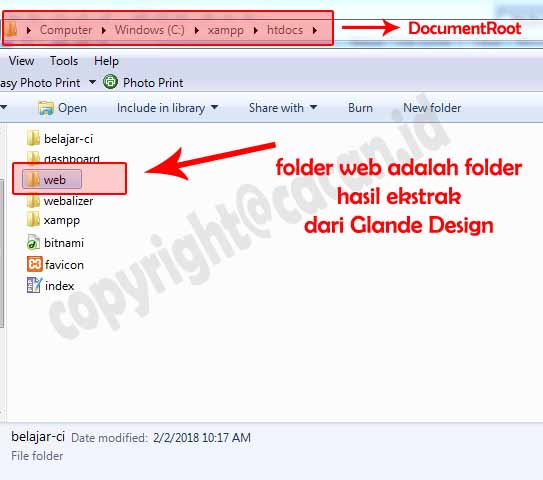 Computer Windows (C:) xampp htdocs
DocumentRoot
View Tools Help
asy Photo Print Photo Print
Open Include in library Share with Burn New folder
belajar-ci
dashboard
web
webalizer
xampp
bitnami
favicon
index
folder web adalah folder
hasil ekstrak
dari Glande Design
copyright@cacan.id
belajar-ci Date modified: 2/2/2018 10:17 AM
File folder